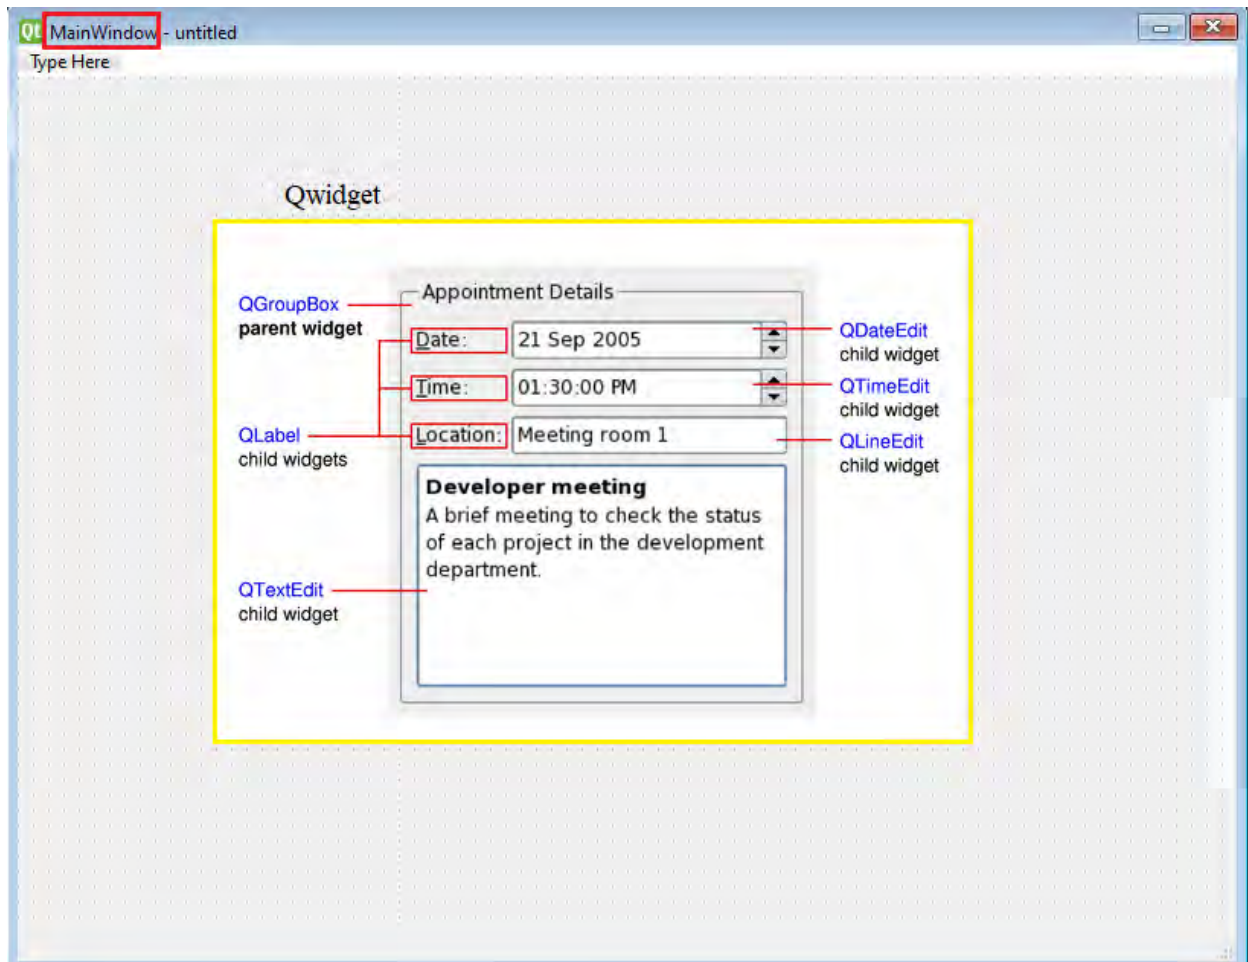 Qt MainWindow - untitled
Type Here
Qwidget
Appointment Details
QGroupBox
parent widget
Date: 21 Sep 2005
QDateEdit
child widget
Time: 01:30:00 PM
QTimeEdit
child widget
QLabel
child widgets
Location: Meeting room 1
QLineEdit
child widget
Developer meeting
A brief meeting to check the status
of each project in the development
department.
QTextEdit
child widget